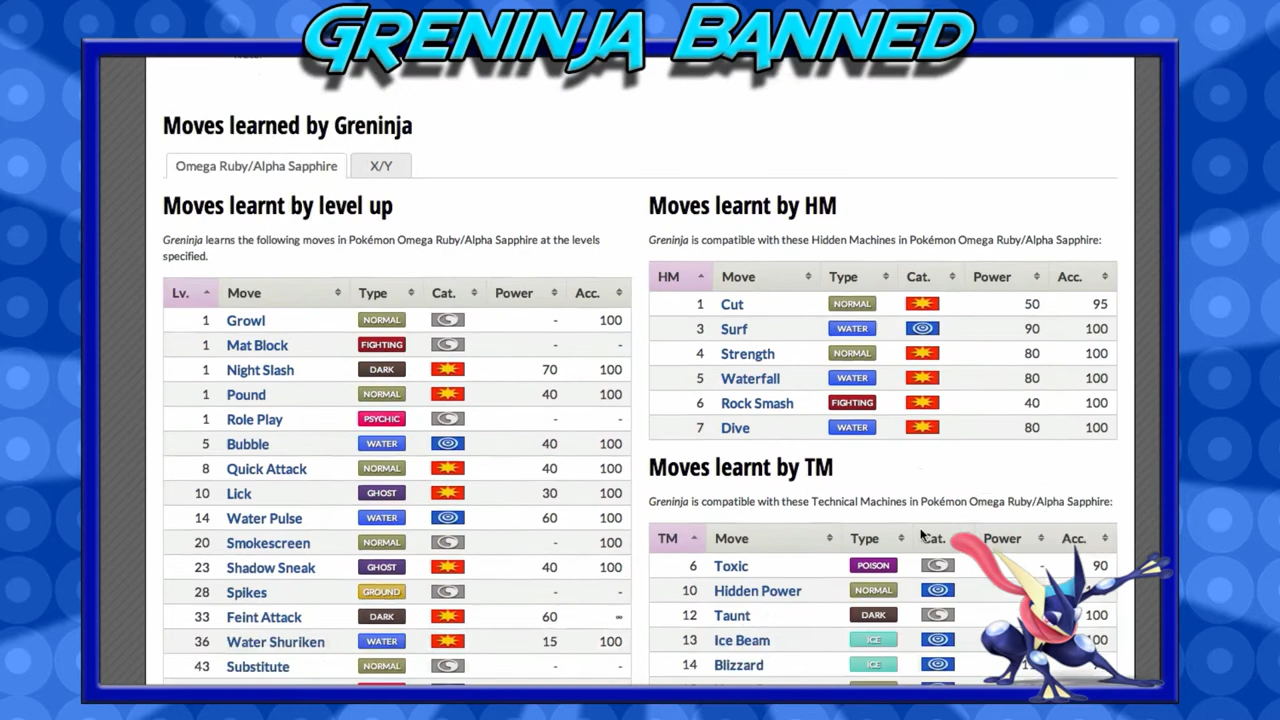 GRENINJA BANNED
Moves learned by Greninja
Omega Ruby/Alpha Sapphire X/Y
Moves learnt by level up
Greninja learns the following moves in Pokémon Omega Ruby/Alpha Sapphire at the levels
specified.
Lv. Move Type Cat. Power Acc.
1 Growl NORMAL - 100
1 Mat Block FIGHTING - -
1 Night Slash DARK 70 100
1 Pound NORMAL 40 100
1 Role Play PSYCHIC - -
5 Bubble WATER 40 100
8 Quick Attack NORMAL 40 100
10 Lick GHOST 30 100
14 Water Pulse WATER 60 100
20 Smokescreen NORMAL - 100
23 Shadow Sneak GHOST 40 100
28 Spikes GROUND - -
33 Feint Attack DARK 60 ∞
36 Water Shuriken WATER 15 100
43 Substitute NORMAL - -
Moves learnt by HM
Greninja is compatible with these Hidden Machines in Pokémon Omega Ruby/Alpha Sapphire:
HM Move Type Cat. Power Acc.
1 Cut NORMAL 50 95
3 Surf WATER 90 100
4 Strength NORMAL 80 100
5 Waterfall WATER 80 100
6 Rock Smash FIGHTING 40 100
7 Dive WATER 80 100
Moves learnt by TM
Greninja is compatible with these Technical Machines in Pokémon Omega Ruby/Alpha Sapphire:
TM Move Type Cat. Power Acc.
6 Toxic POISON - 90
10 Hidden Power NORMAL
12 Taunt DARK 100
13 Ice Beam ICE 100
14 Blizzard ICE